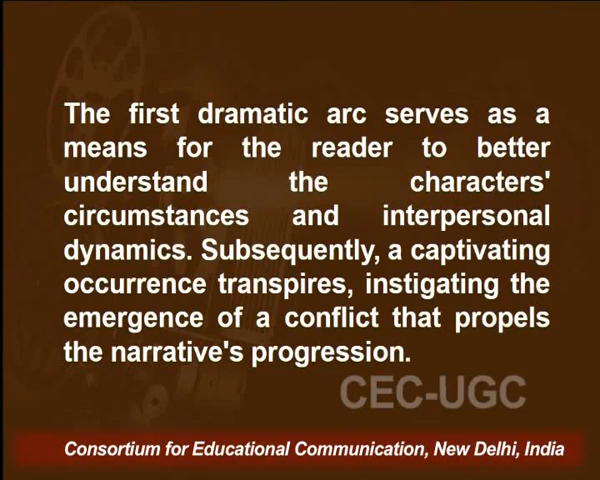 The first dramatic arc serves as a
means for the reader to better
understand the characters'
circumstances and interpersonal
dynamics. Subsequently, a captivating
occurrence transpires, instigating the
emergence of a conflict that propels
the narrative's progression.
CEC-UGC
Consortium for Educational Communication, New Delhi, India